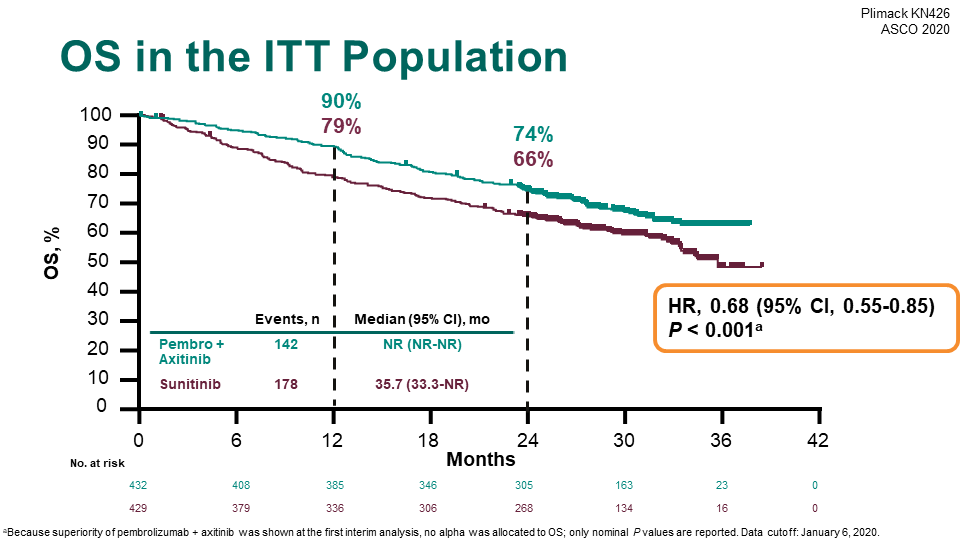 Plimack KN426
ASCO 2020
OS in the ITT Population
90%
79%
74%
66%
100
90
80
70
60
50
40
30
20
10
0
OS, %
HR, 0.68 (95% CI, 0.55-0.85)
P < 0.001ᵃ
Events, n Median (95% CI), mo
Pembro + 142 NR (NR-NR)
Axitinib
Sunitinib 178 35.7 (33.3-NR)
0 6 12 18 24 30 36 42
Months
No. at risk
432 408 385 346 305 163 23 0
429 379 336 306 268 134 16 0
ᵃBecause superiority of pembrolizumab + axitinib was shown at the first interim analysis, no alpha was allocated to OS; only nominal P values are reported. Data cutoff: January 6, 2020.